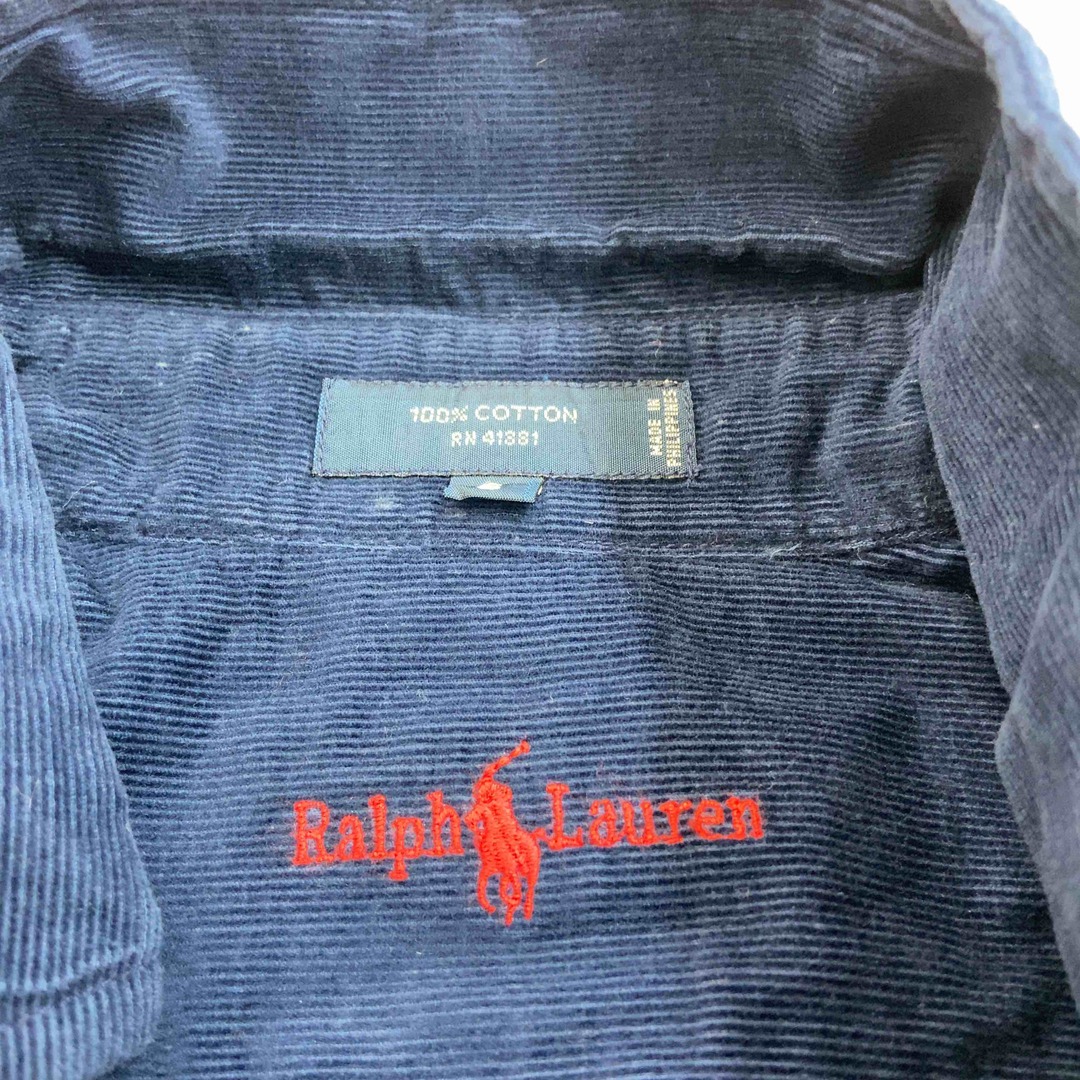 100% COTTON
RN 41381
MADE IN
PHILIPPINES
Ralph Lauren